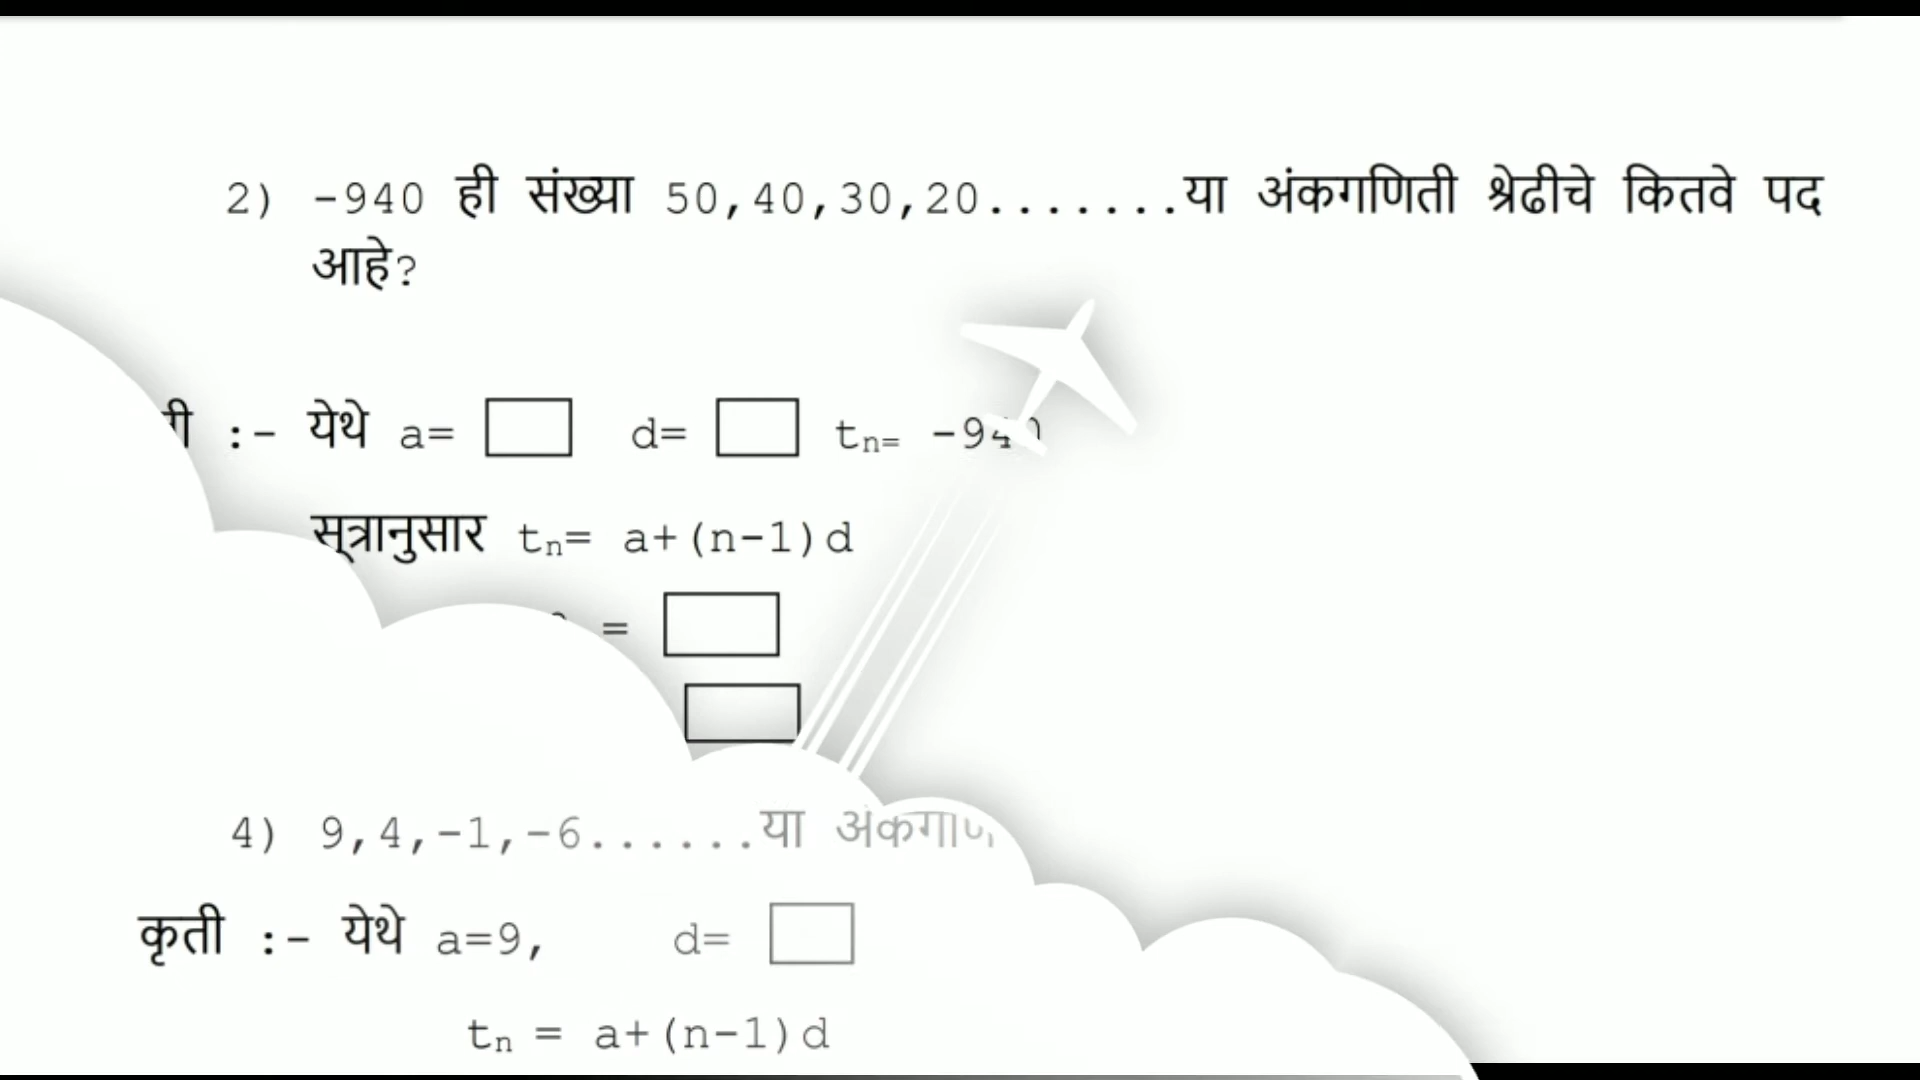 2) -940 ही संख्या 50,40,30,20.......या अंकगणिती श्रेढीचे कितवे पद
आहे?
:- येथे a= d= tn= -940
सूत्रानुसार tn= a+(n-1)d
=
4) 9,4,-1,-6......या
कृती :- येथे a=9, d=
tn = a+(n-1)d